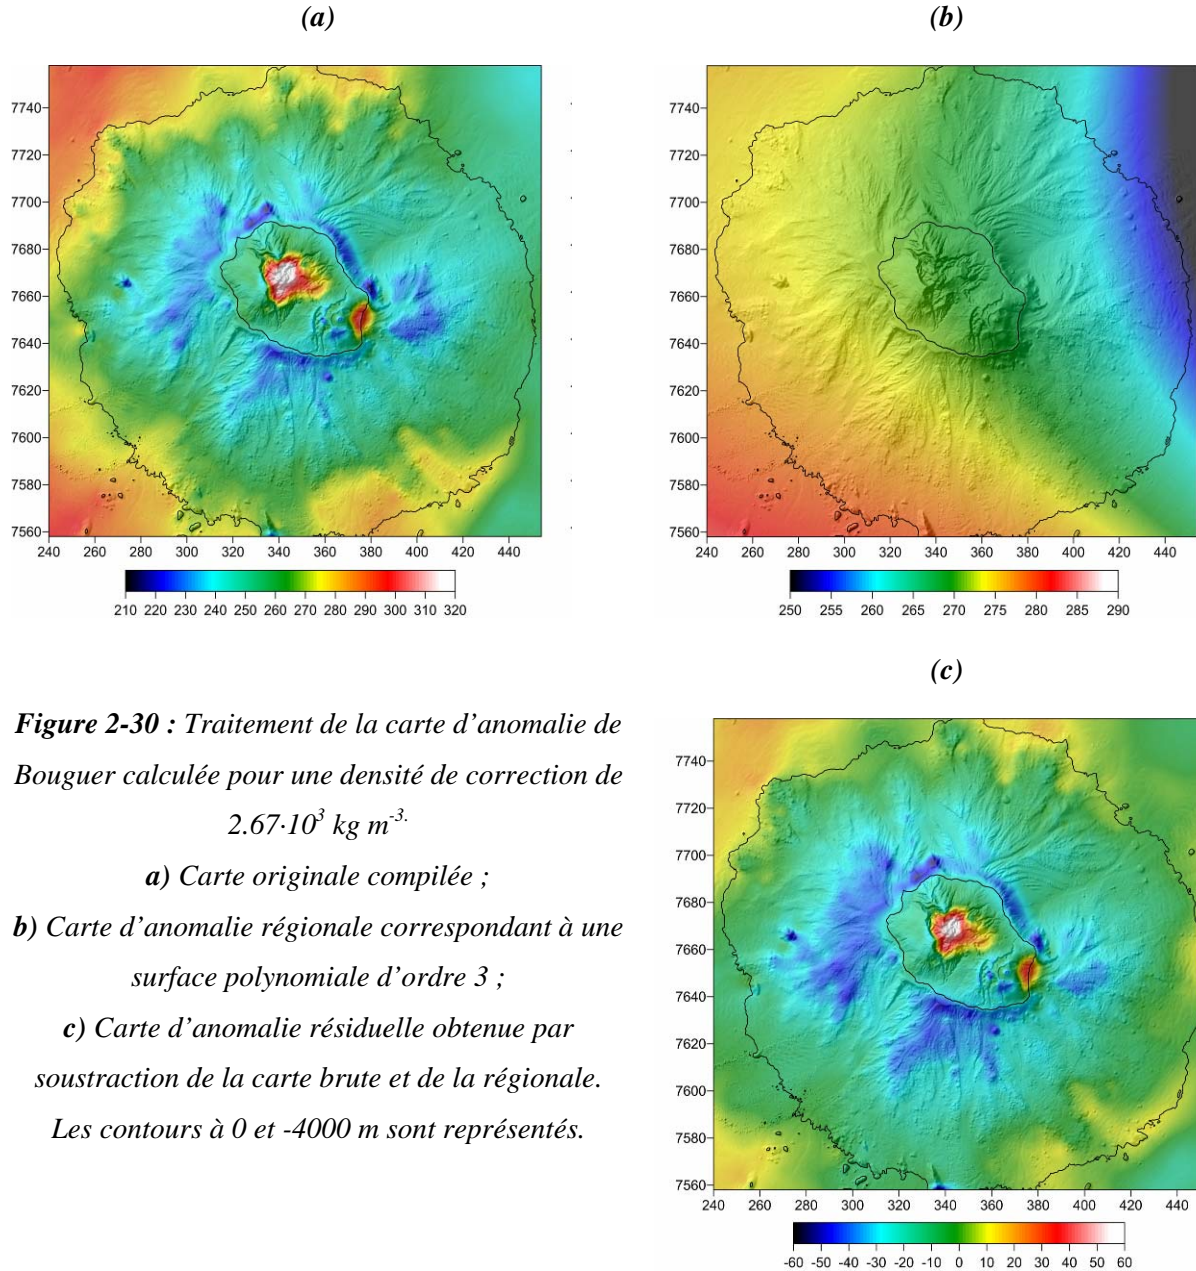 (a)
(b)
7740
7720
7700
7680
7660
7640
7620
7600
7580
7560
240 260 280 300 320 340 360 380 400 420 440
210 220 230 240 250 260 270 280 290 300 310 320
7740
7720
7700
7680
7660
7640
7620
7600
7580
7560
240 260 280 300 320 340 360 380 400 420 440
250 255 260 265 270 275 280 285 290
(c)
Figure 2-30 : Traitement de la carte d’anomalie de
Bouguer calculée pour une densité de correction de
2.67·10³ kg m⁻³·
a) Carte originale compilée ;
b) Carte d’anomalie régionale correspondant à une
surface polynomiale d’ordre 3 ;
c) Carte d’anomalie résiduelle obtenue par
soustraction de la carte brute et de la régionale.
Les contours à 0 et -4000 m sont représentés.
7740
7720
7700
7680
7660
7640
7620
7600
7580
7560
240 260 280 300 320 340 360 380 400 420 440
-60 -50 -40 -30 -20 -10 0 10 20 30 40 50 60